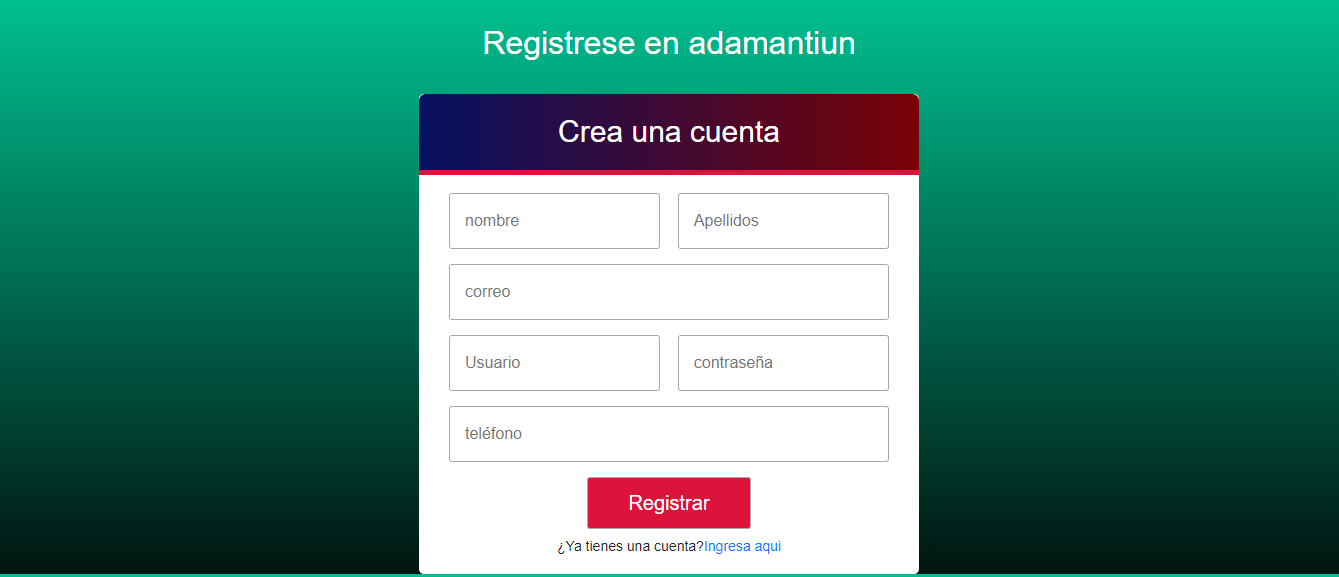 Registrese en adamantiun
Crea una cuenta
nombre Apellidos
correo
Usuario contraseña
teléfono
Registrar
¿Ya tienes una cuenta?Ingresa aqui